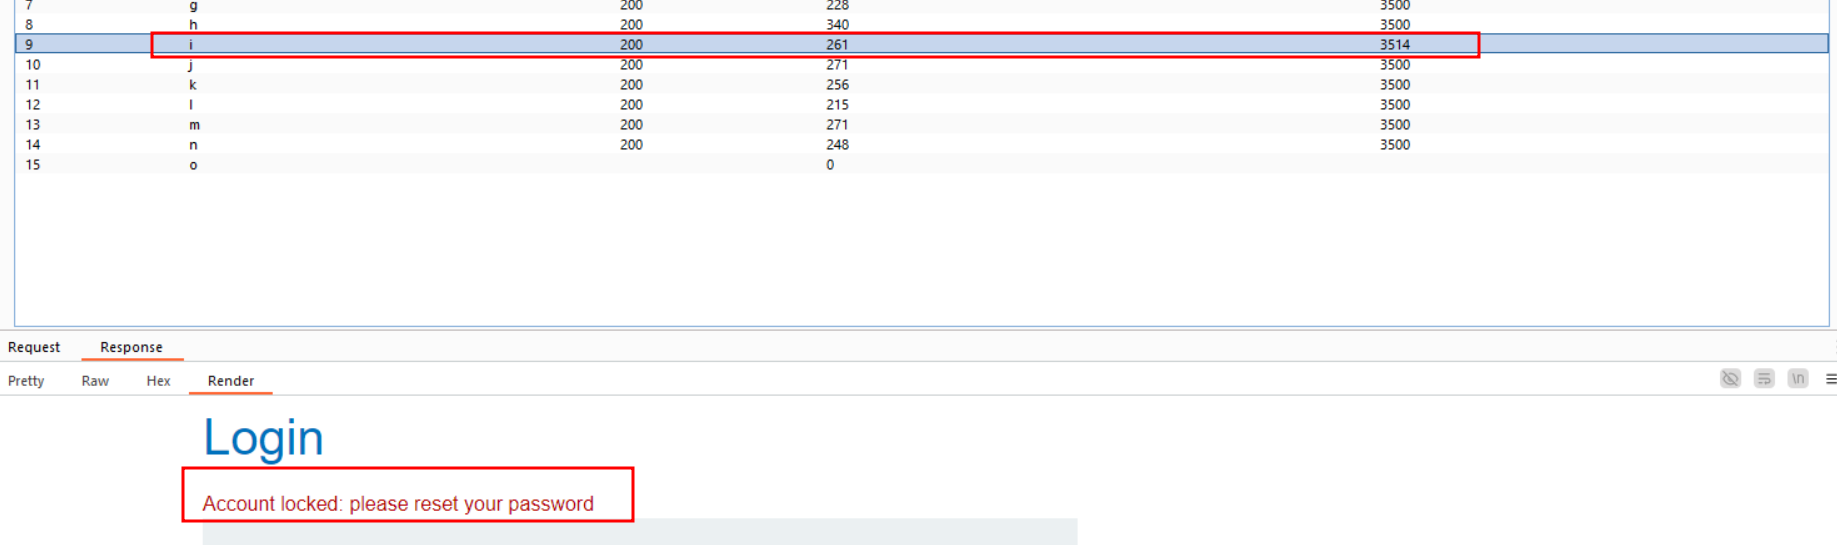 7 g 200 228 3500
8 h 200 340 3500
9 i 200 261 3514
10 j 200 271 3500
11 k 200 256 3500
12 l 200 215 3500
13 m 200 271 3500
14 n 200 248 3500
15 o 0
Request Response
Pretty Raw Hex Render \n
Login
Account locked: please reset your password